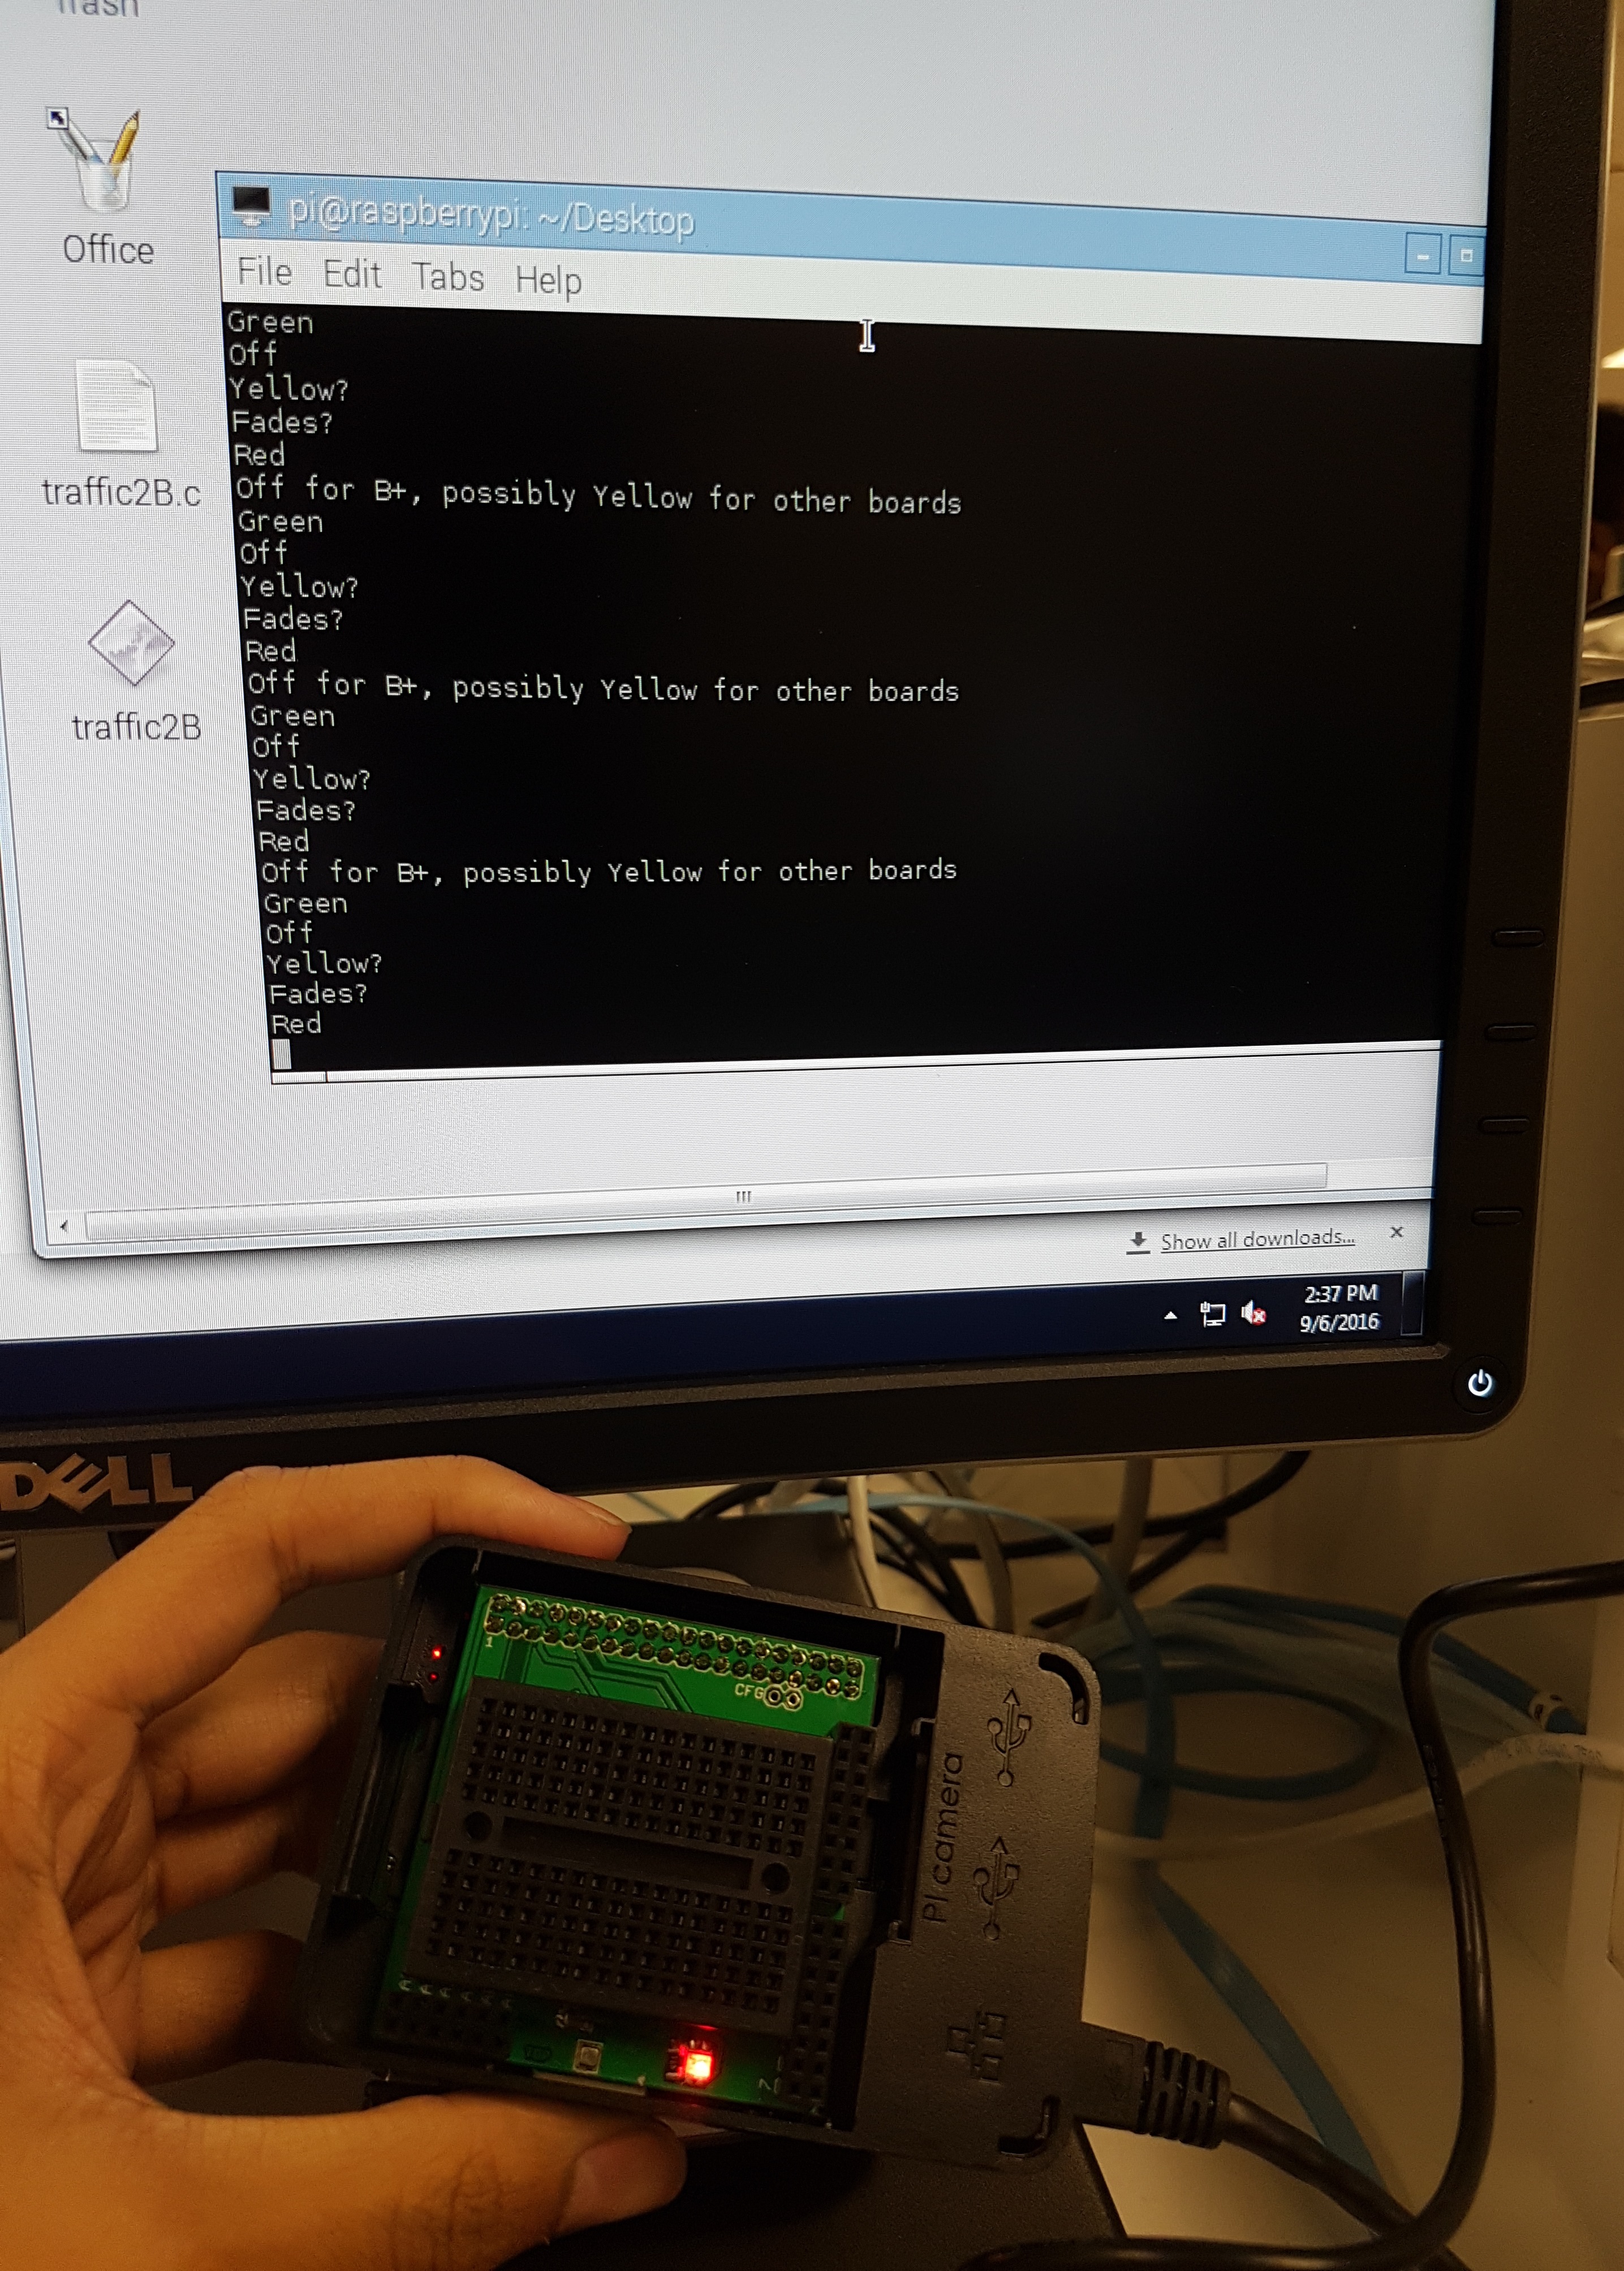 Trash
Office
traffic2B.c
traffic2B
pi@raspberrypi: ~/Desktop
File Edit Tabs Help
Green
Off
Yellow?
Fades?
Red
Off for B+, possibly Yellow for other boards
Green
Off
Yellow?
Fades?
Red
Off for B+, possibly Yellow for other boards
Green
Off
Yellow?
Fades?
Red
Off for B+, possibly Yellow for other boards
Green
Off
Yellow?
Fades?
Red
Show all downloads...
2:37 PM
9/6/2016
DELL
1
CFG
Pi camera